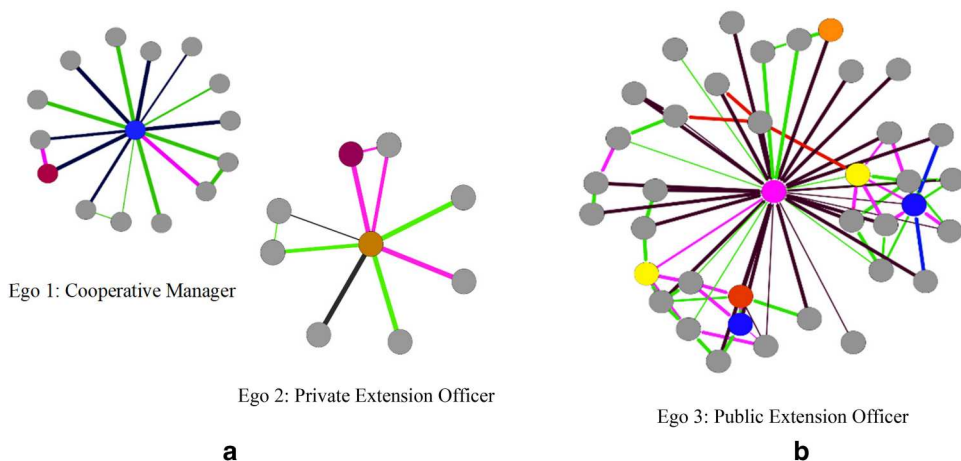 Ego 1: Cooperative Manager
Ego 2: Private Extension Officer
Ego 3: Public Extension Officer
a
b